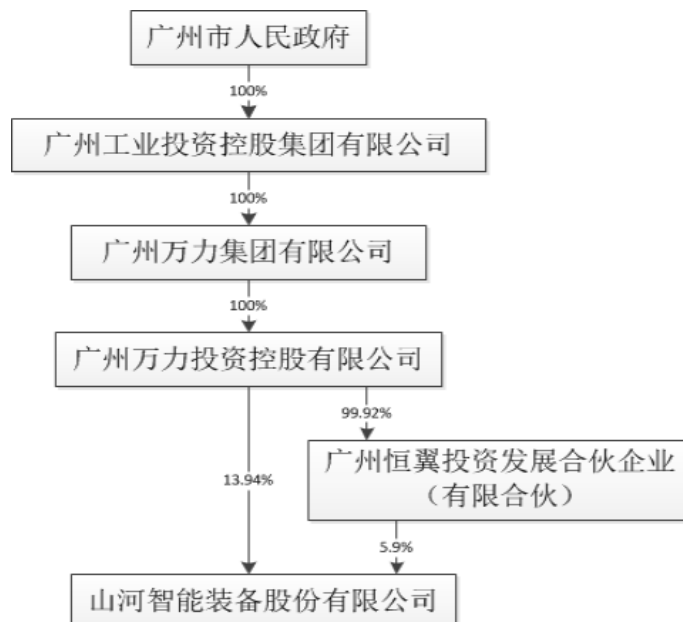 广州市人民政府
100%
广州工业投资控股集团有限公司
100%
广州万力集团有限公司
100%
广州万力投资控股有限公司
99.92%
广州恒翼投资发展合伙企业
（有限合伙）
13.94%
5.9%
山河智能装备股份有限公司